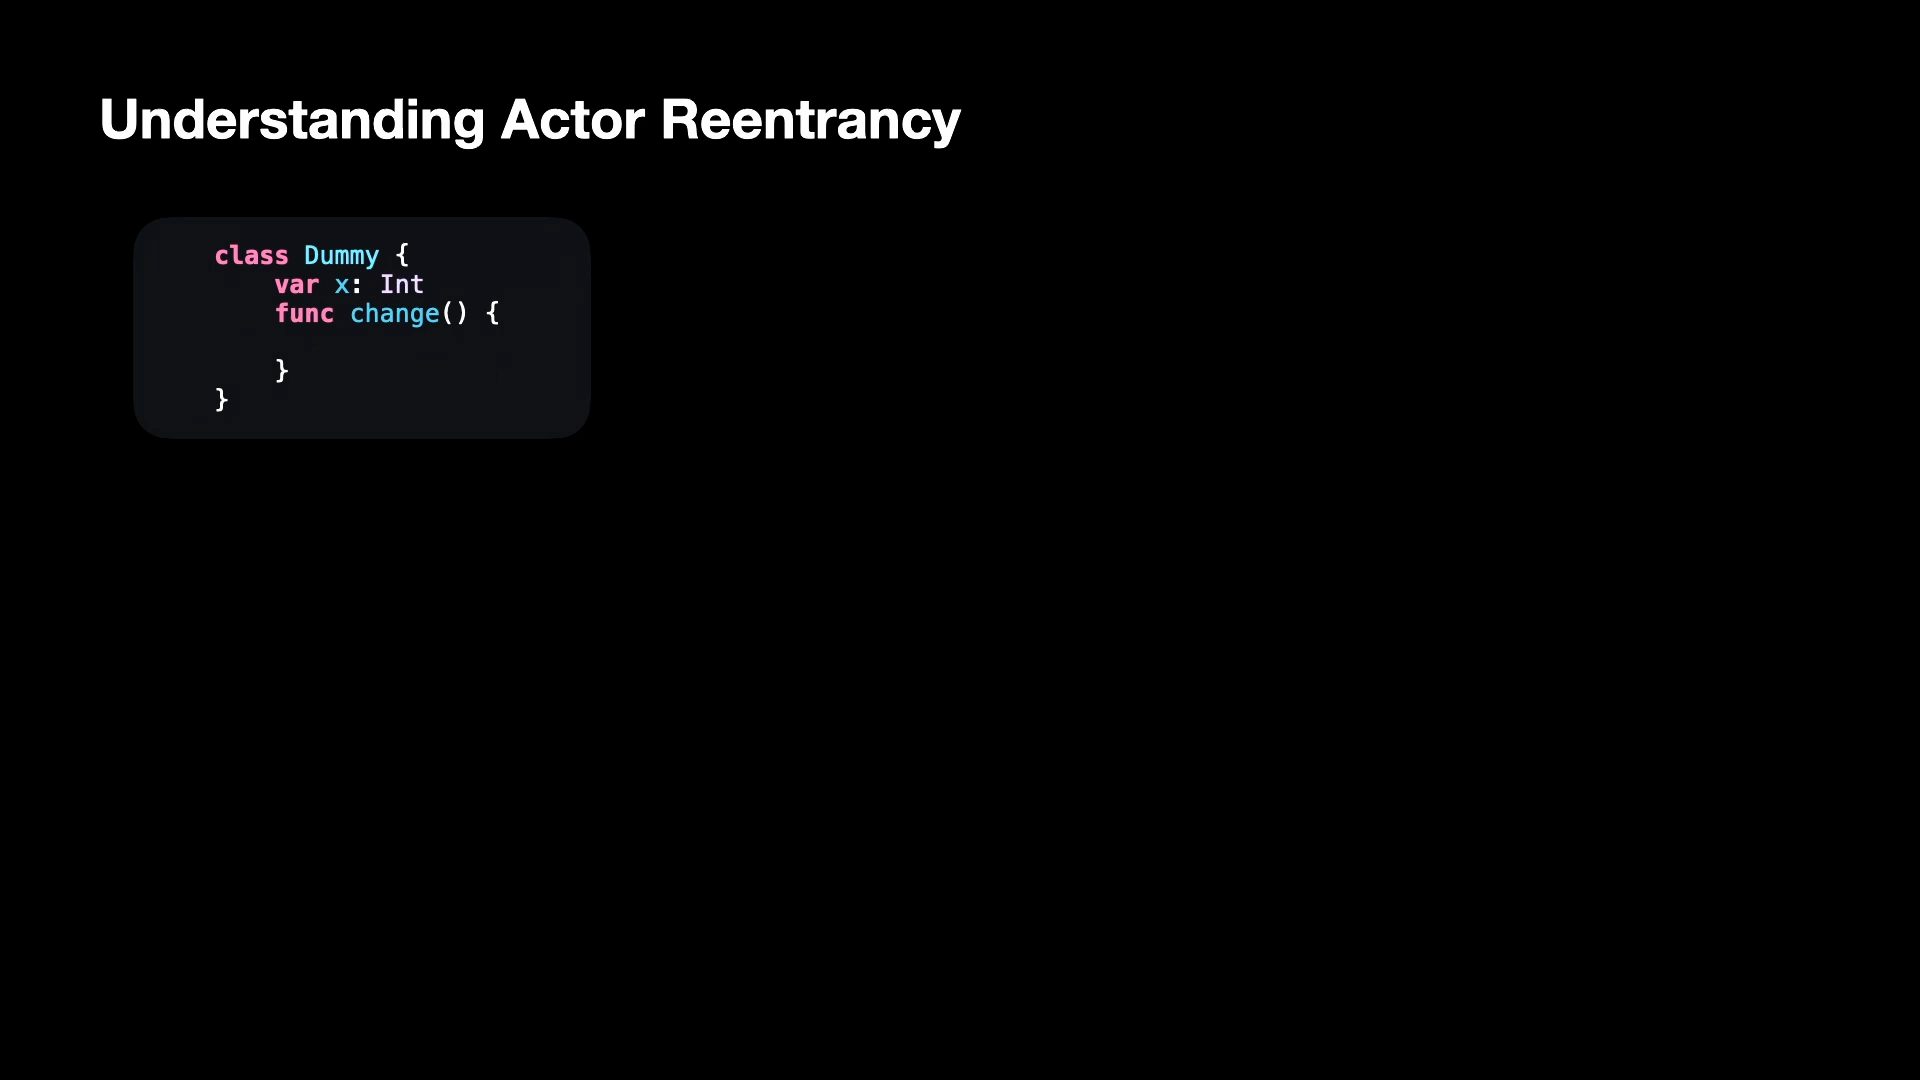 Understanding Actor Reentrancy
class Dummy {
    var x: Int
    func change() {

    }
}